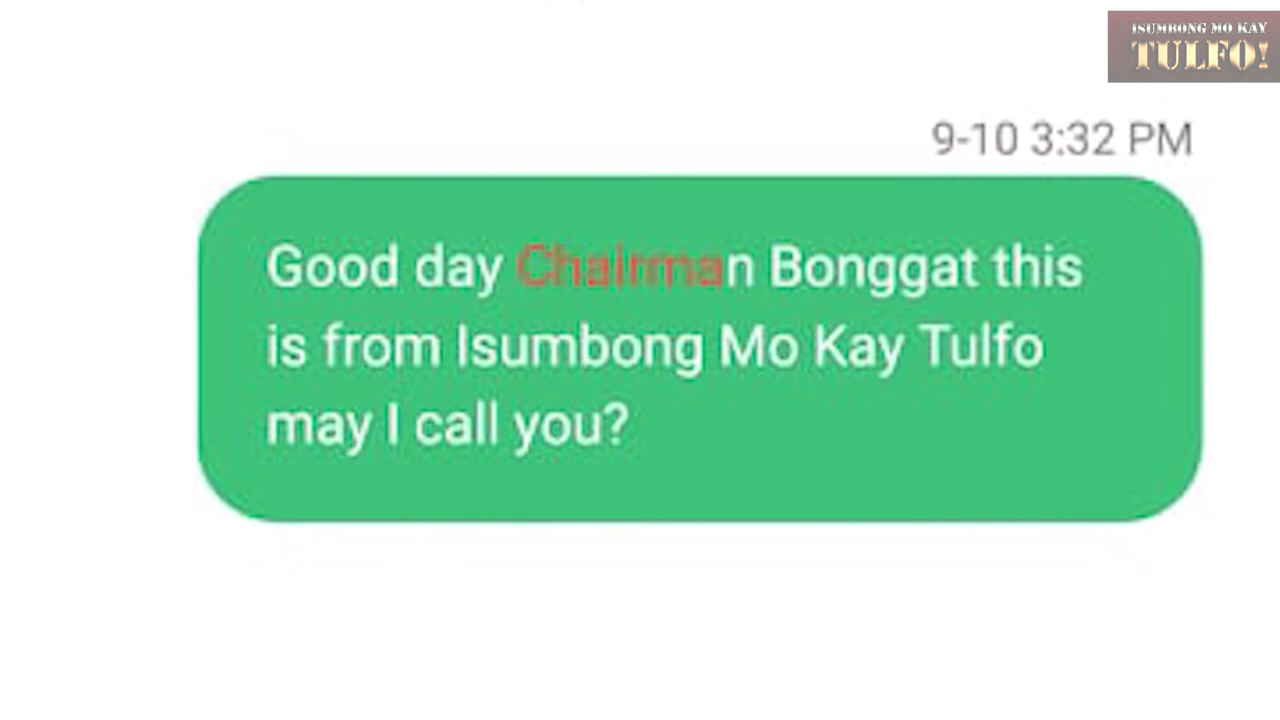 ISUMBONG MO KAY
TULFO!
9-10 3:32 PM
Good day Chairman Bonggat this
is from Isumbong Mo Kay Tulfo
may I call you?